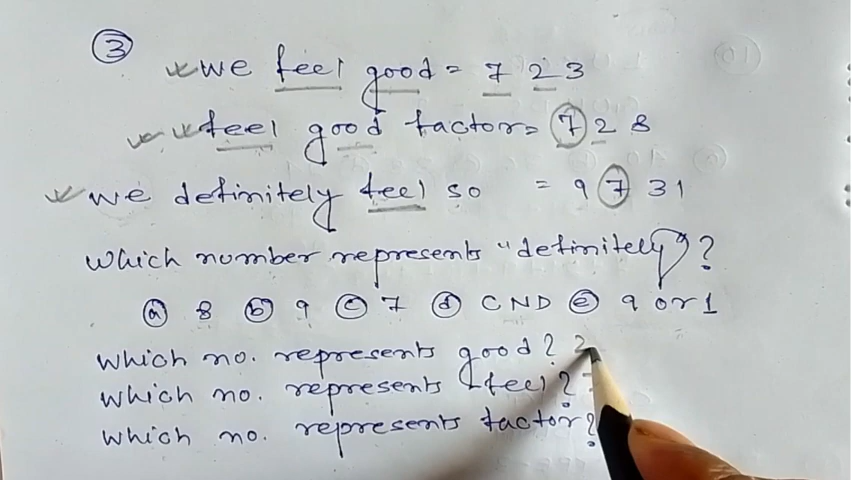 ③
we feel good = 7 2 3
feel good factor = 7 2 8
we definitely feel so = 9 7 3 1
Which number represents "definitely"?
ⓐ 8 ⓑ 9 ⓒ 7 ⓓ CND ⓔ 9 or 1
Which no. represents good? 2
Which no. represents feel?
Which no. represents factor?